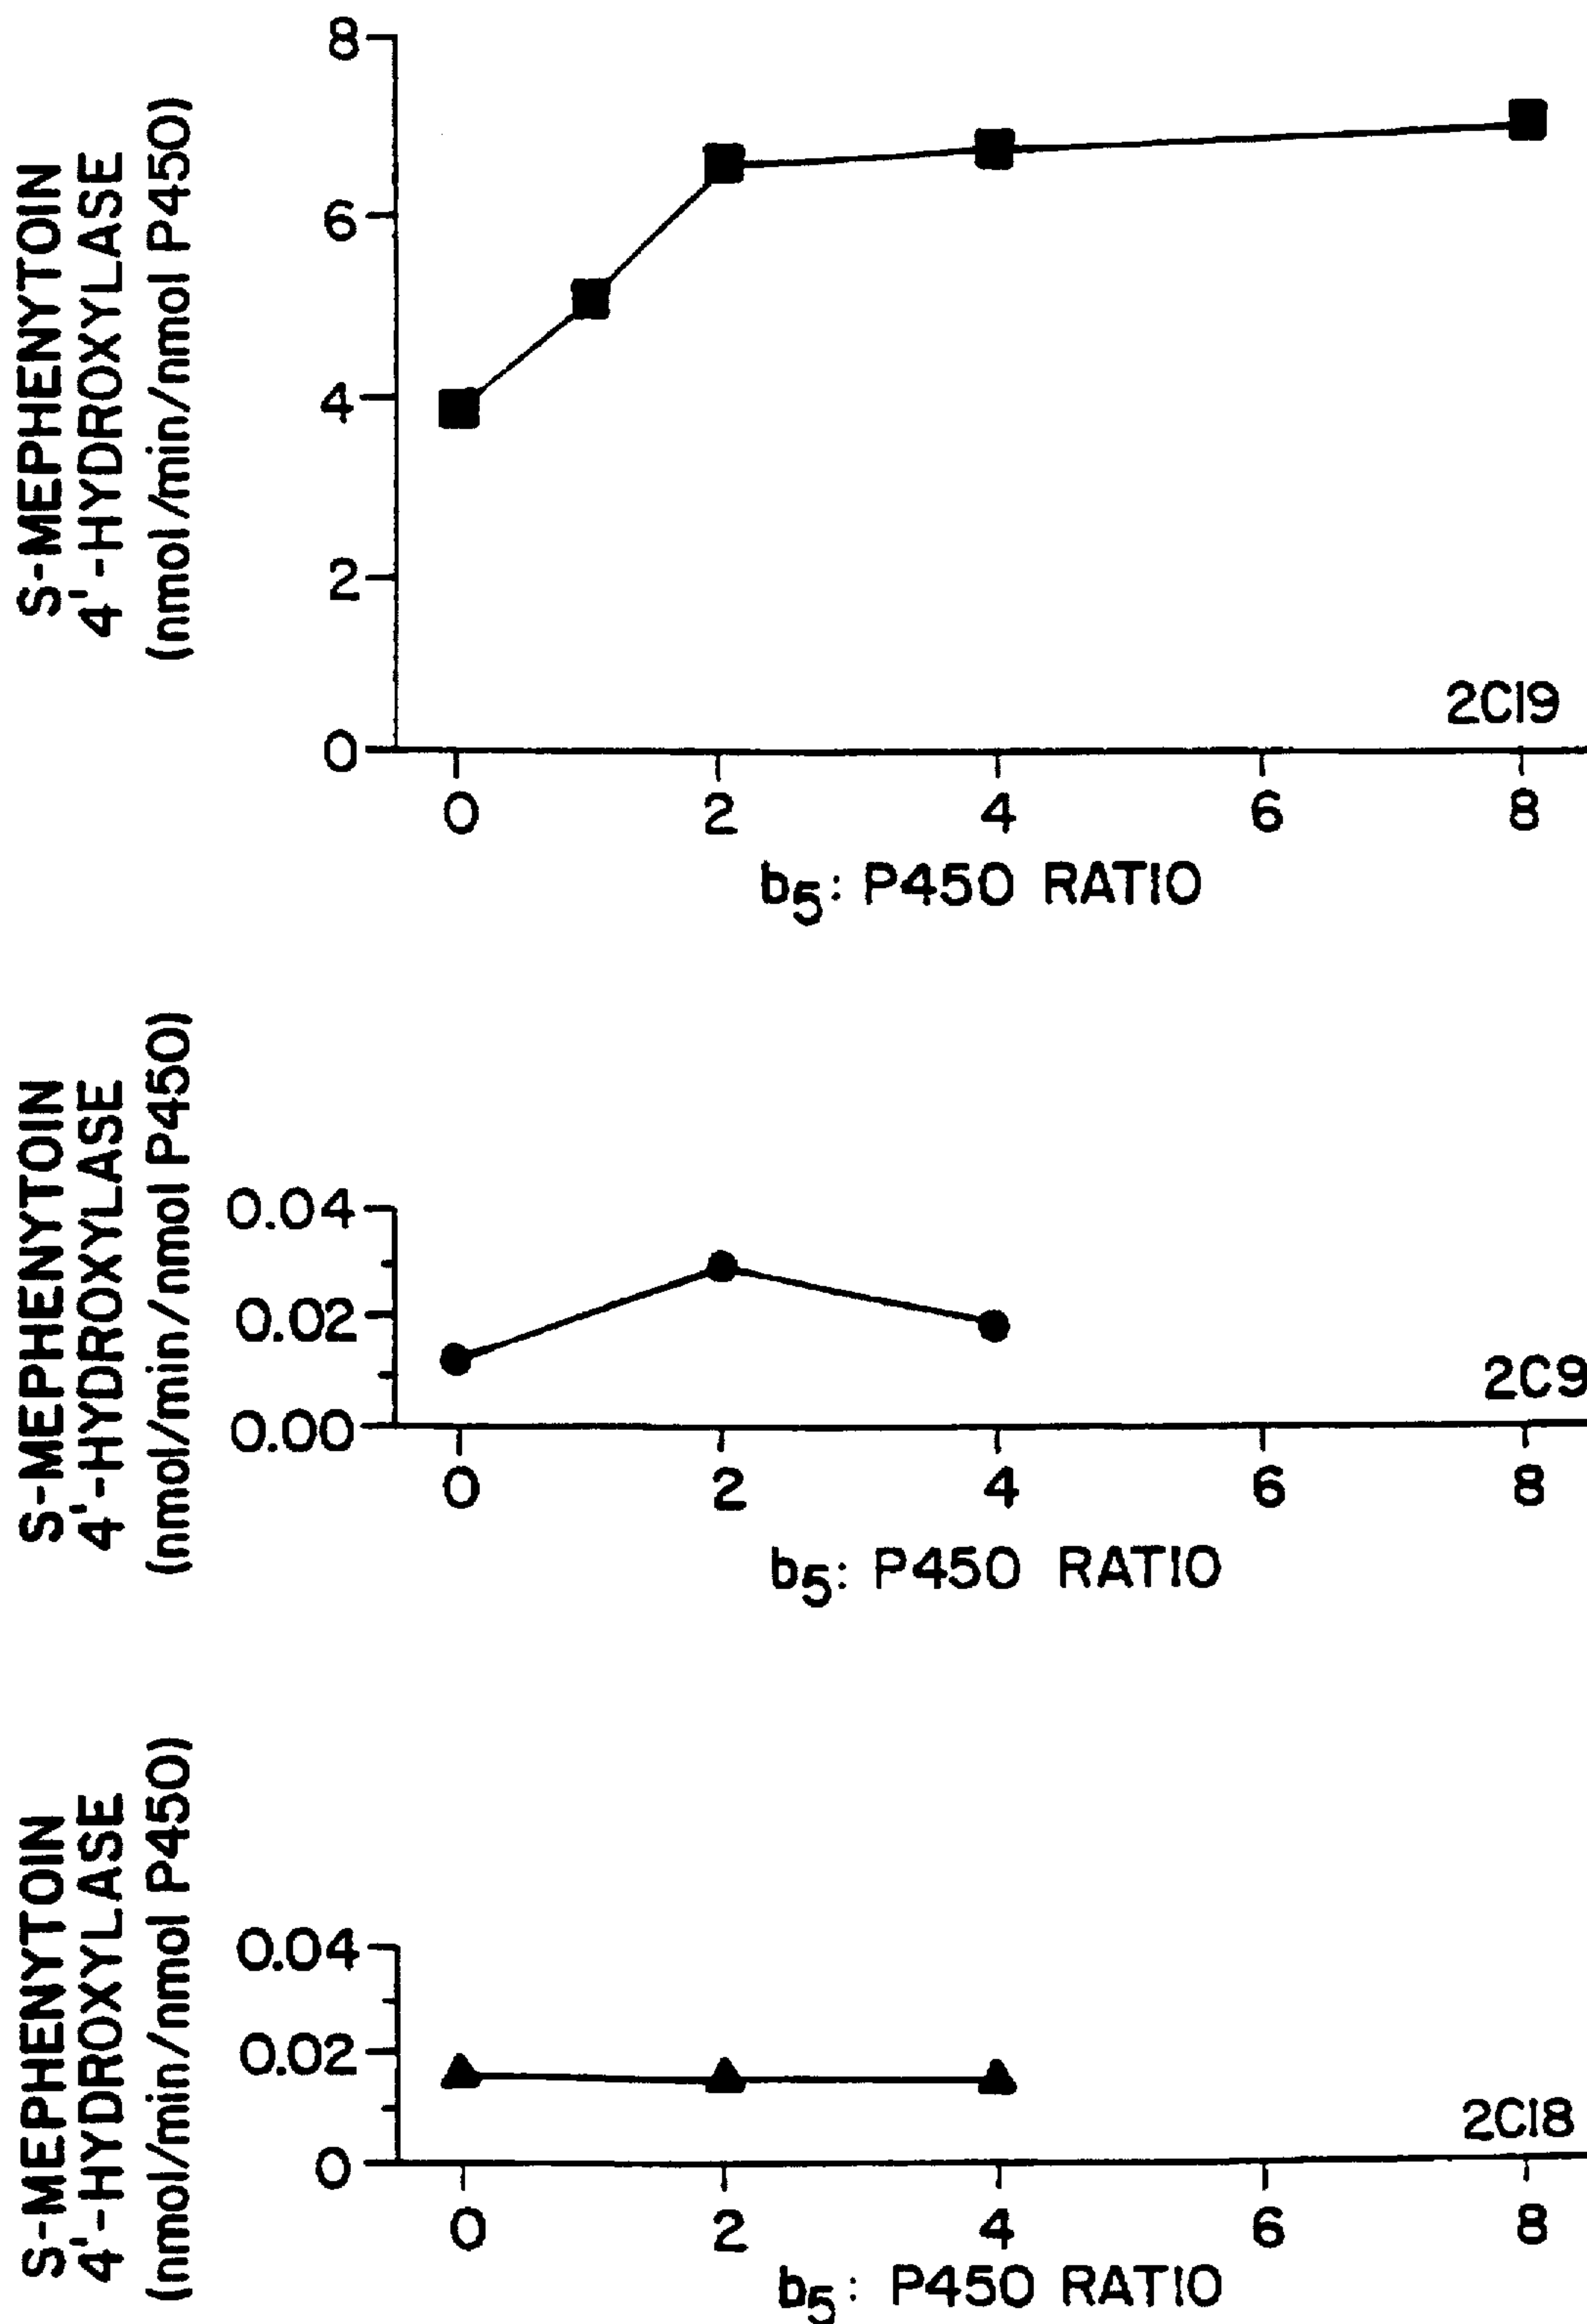 S-MEPHENYTOIN
4'-HYDROXYLASE
(nmol/min/nmol P450)
8
6
4
2
0
2C19
0 2 4 6 8
b5: P450 RATIO
S-MEPHENYTOIN
4'-HYDROXYLASE
(nmol/min/nmol P450)
0.04
0.02
0.00
2C9
0 2 4 6 8
b5: P450 RATIO
S-MEPHENYTOIN
4'-HYDROXYLASE
(nmol/min/nmol P450)
0.04
0.02
0
2C18
0 2 4 6 8
b5: P450 RATIO